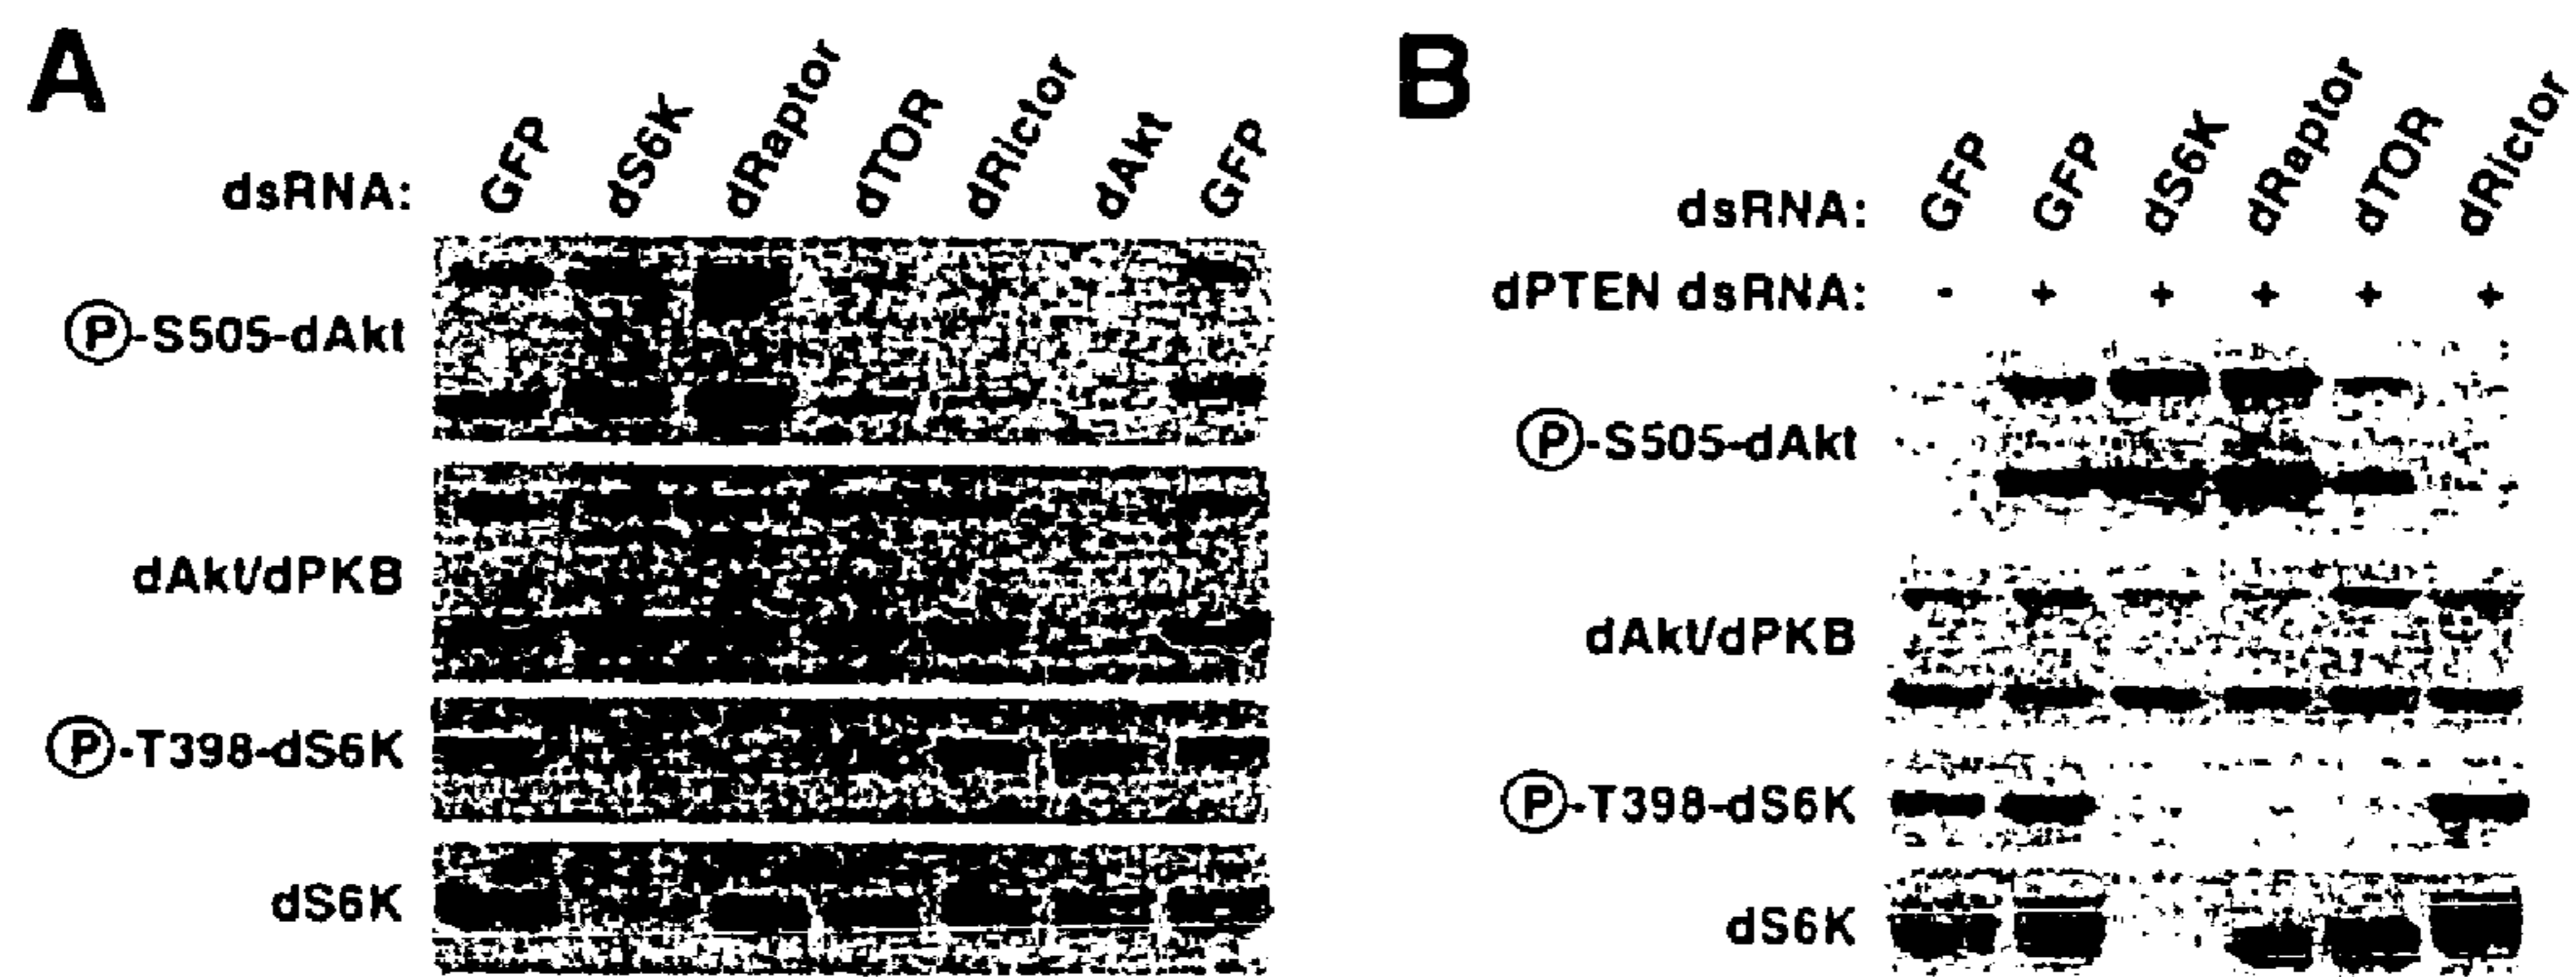 A
dsRNA: GFP dS6K dRaptor dTOR dRictor dAkt GFP
P-S505-dAkt
dAkt/dPKB
P-T398-dS6K
dS6K
B
dsRNA: GFP GFP dS6K dRaptor dTOR dRictor
dPTEN dsRNA: - + + + + +
P-S505-dAkt
dAkt/dPKB
P-T398-dS6K
dS6K